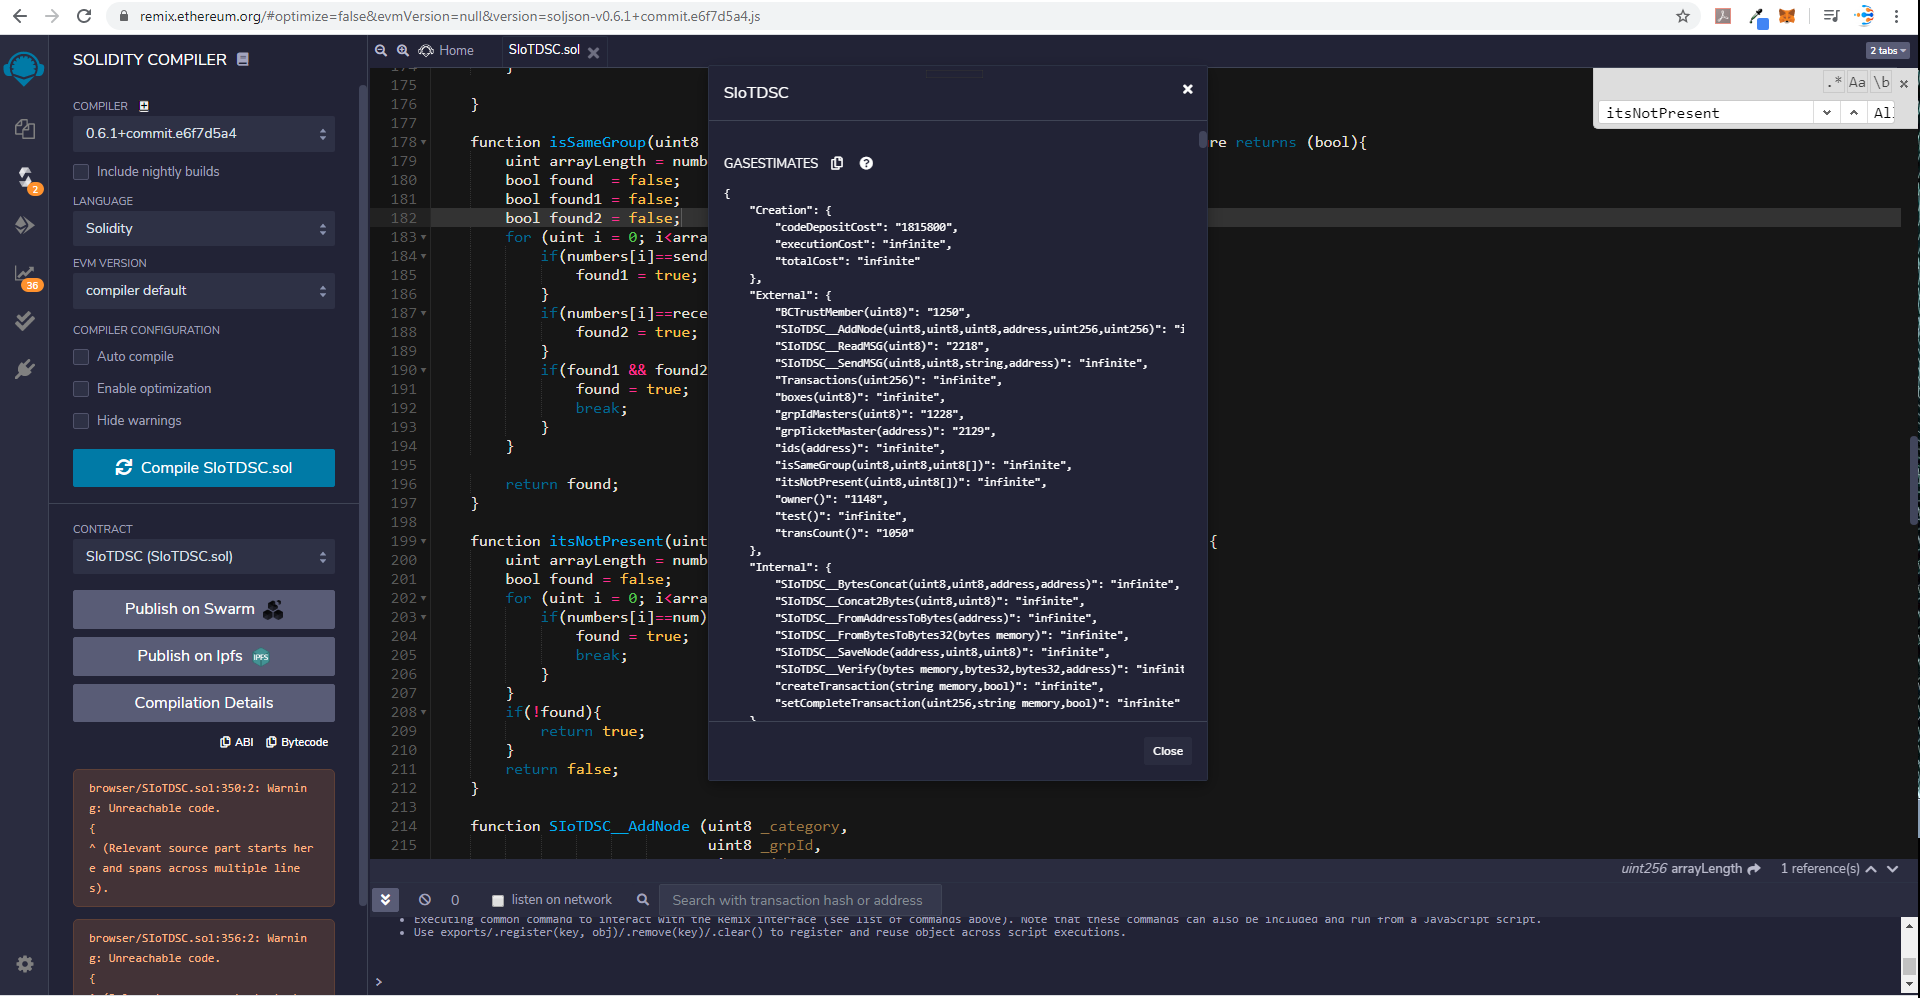 remix.ethereum.org/#optimize=false&evmVersion=null&version=soljson-v0.6.1+commit.e6f7d5a4.js
SOLIDITY COMPILER
COMPILER
0.6.1+commit.e6f7d5a4
Include nightly builds
LANGUAGE
Solidity
EVM VERSION
compiler default
COMPILER CONFIGURATION
Auto compile
Enable optimization
Hide warnings
Compile SIoTDSC.sol
CONTRACT
SIoTDSC (SIoTDSC.sol)
Publish on Swarm
Publish on Ipfs
IPFS
Compilation Details
ABI
Bytecode
browser/SIoTDSC.sol:350:2: Warnin
g: Unreachable code.
{
^ (Relevant source part starts her
e and spans across multiple line
s).
browser/SIoTDSC.sol:356:2: Warnin
g: Unreachable code.
{
2
36
Home
SIoTDSC.sol
2 tabs
.* Aa \b
itsNotPresent
All
175
176 }
177
178 function isSameGroup(uint8 re returns (bool){
179 uint arrayLength = numb
180 bool found  = false;
181 bool found1 = false;
182 bool found2 = false;
183 for (uint i = 0; i<arra
184 if(numbers[i]==send
185 found1 = true;
186 }
187 if(numbers[i]==rece
188 found2 = true;
189 }
190 if(found1 && found2
191 found = true;
192 break;
193 }
194 }
195
196 return found;
197 }
198
199 function itsNotPresent(uint {
200 uint arrayLength = numb
201 bool found = false;
202 for (uint i = 0; i<arra
203 if(numbers[i]==num)
204 found = true;
205 break;
206 }
207 }
208 if(!found){
209 return true;
210 }
211 return false;
212 }
213
214 function SIoTDSC__AddNode (uint8 _category,
215 uint8 _grpId,
SIoTDSC
GASESTIMATES
{
"Creation": {
"codeDepositCost": "1815800",
"executionCost": "infinite",
"totalCost": "infinite"
},
"External": {
"BCTrustMember(uint8)": "1250",
"SIoTDSC__AddNode(uint8,uint8,uint8,address,uint256,uint256)": "i
"SIoTDSC__ReadMSG(uint8)": "2218",
"SIoTDSC__SendMSG(uint8,uint8,string,address)": "infinite",
"Transactions(uint256)": "infinite",
"boxes(uint8)": "infinite",
"grpIdMasters(uint8)": "1228",
"grpTicketMaster(address)": "2129",
"ids(address)": "infinite",
"isSameGroup(uint8,uint8,uint8[])": "infinite",
"itsNotPresent(uint8,uint8[])": "infinite",
"owner()": "1148",
"test()": "infinite",
"transCount()": "1050"
},
"Internal": {
"SIoTDSC__BytesConcat(uint8,uint8,address,address)": "infinite",
"SIoTDSC__Concat2Bytes(uint8,uint8)": "infinite",
"SIoTDSC__FromAddressToBytes(address)": "infinite",
"SIoTDSC__FromBytesToBytes32(bytes memory)": "infinite",
"SIoTDSC__SaveNode(address,uint8,uint8)": "infinite",
"SIoTDSC__Verify(bytes memory,bytes32,bytes32,address)": "infinit
"createTransaction(string memory,bool)": "infinite",
"setCompleteTransaction(uint256,string memory,bool)": "infinite"
Close
uint256 arrayLength
1 reference(s)
0
listen on network
Search with transaction hash or address
• Executing common command to interact with the Remix interface (see list of commands above). Note that these commands can also be included and run from a JavaScript script.
• Use exports/.register(key, obj)/.remove(key)/.clear() to register and reuse object across script executions.
>